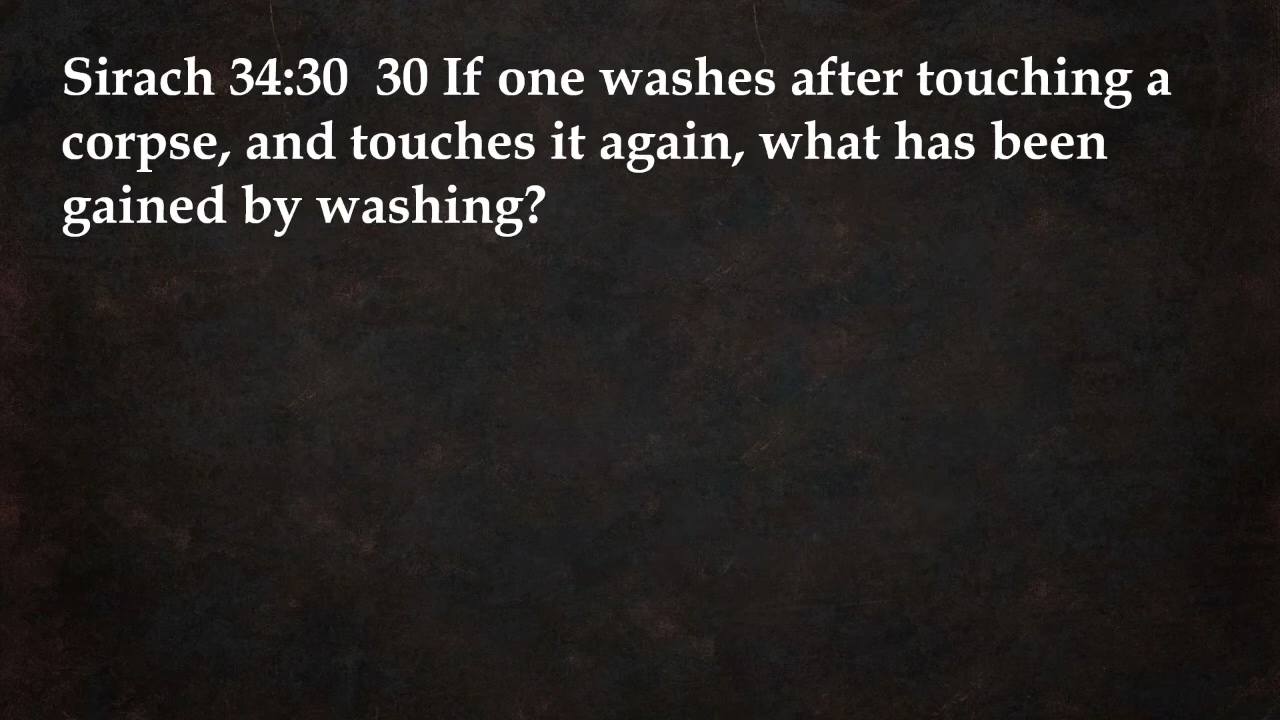 Sirach 34:30  30 If one washes after touching a
corpse, and touches it again, what has been
gained by washing?